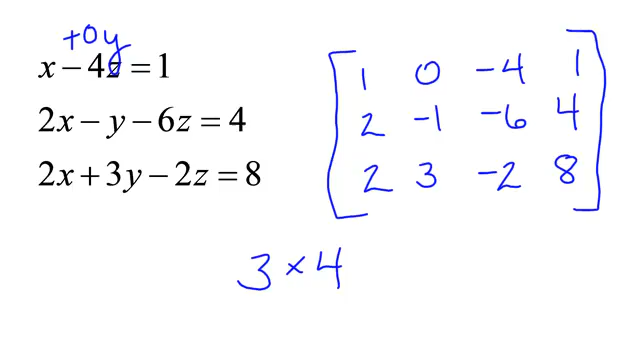 +0y
x − 4z = 1
2x − y − 6z = 4
2x + 3y − 2z = 8
1 0 -4 1
2 -1 -6 4
2 3 -2 8
3 × 4